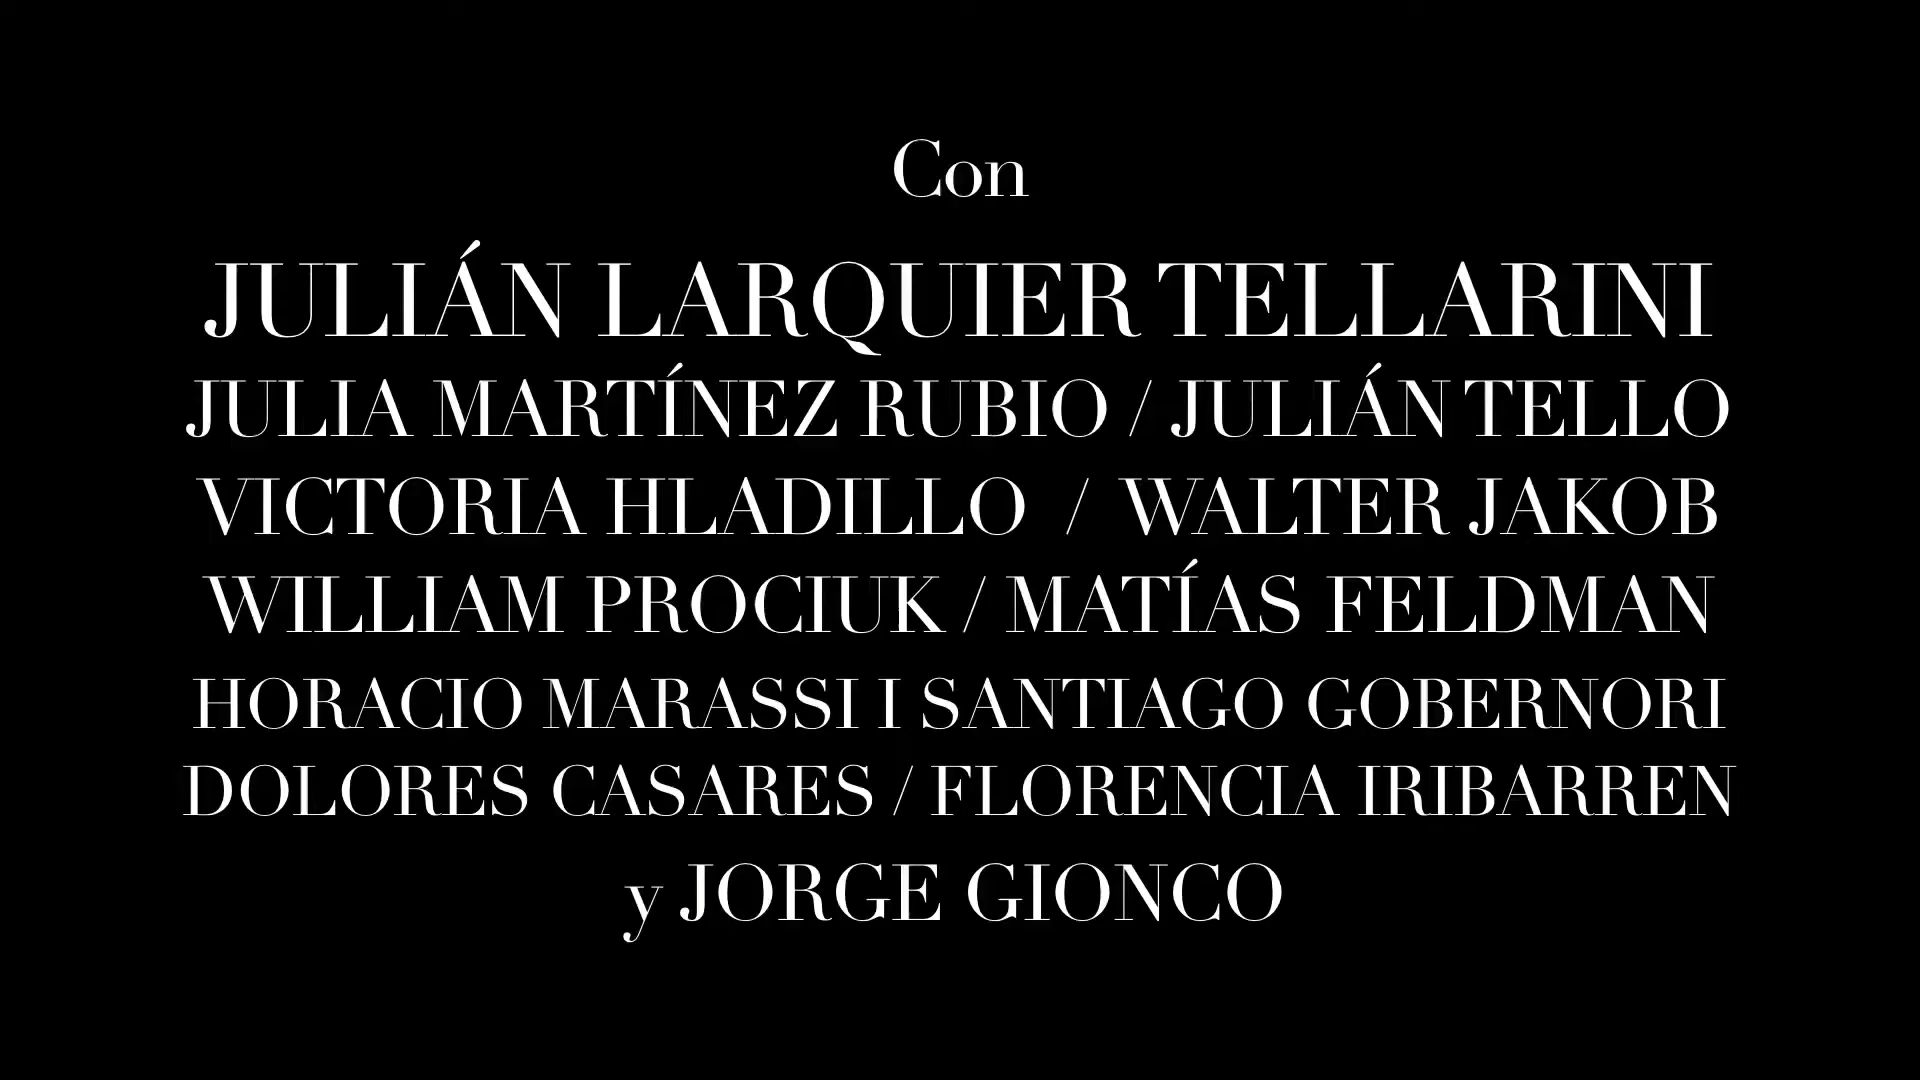 Con
JULIÁN LARQUIER TELLARINI
JULIA MARTÍNEZ RUBIO / JULIÁN TELLO
VICTORIA HLADILLO / WALTER JAKOB
WILLIAM PROCIUK / MATÍAS FELDMAN
HORACIO MARASSI I SANTIAGO GOBERNORI
DOLORES CASARES / FLORENCIA IRIBARREN
y JORGE GIONCO